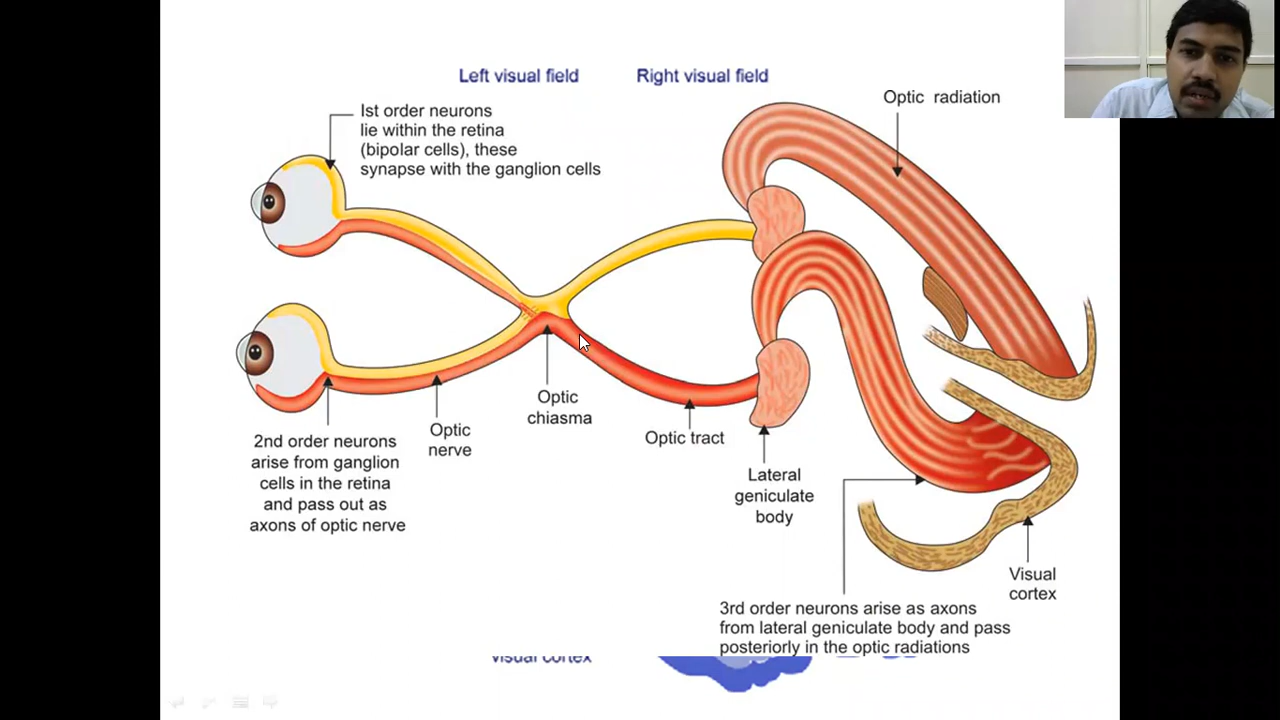 Left visual field
Right visual field
Optic radiation
Ist order neurons
lie within the retina
(bipolar cells), these
synapse with the ganglion cells
Optic
chiasma
Optic
nerve
Optic tract
2nd order neurons
arise from ganglion
cells in the retina
and pass out as
axons of optic nerve
Lateral
geniculate
body
Visual
cortex
3rd order neurons arise as axons
from lateral geniculate body and pass
posteriorly in the optic radiations
visual cortex